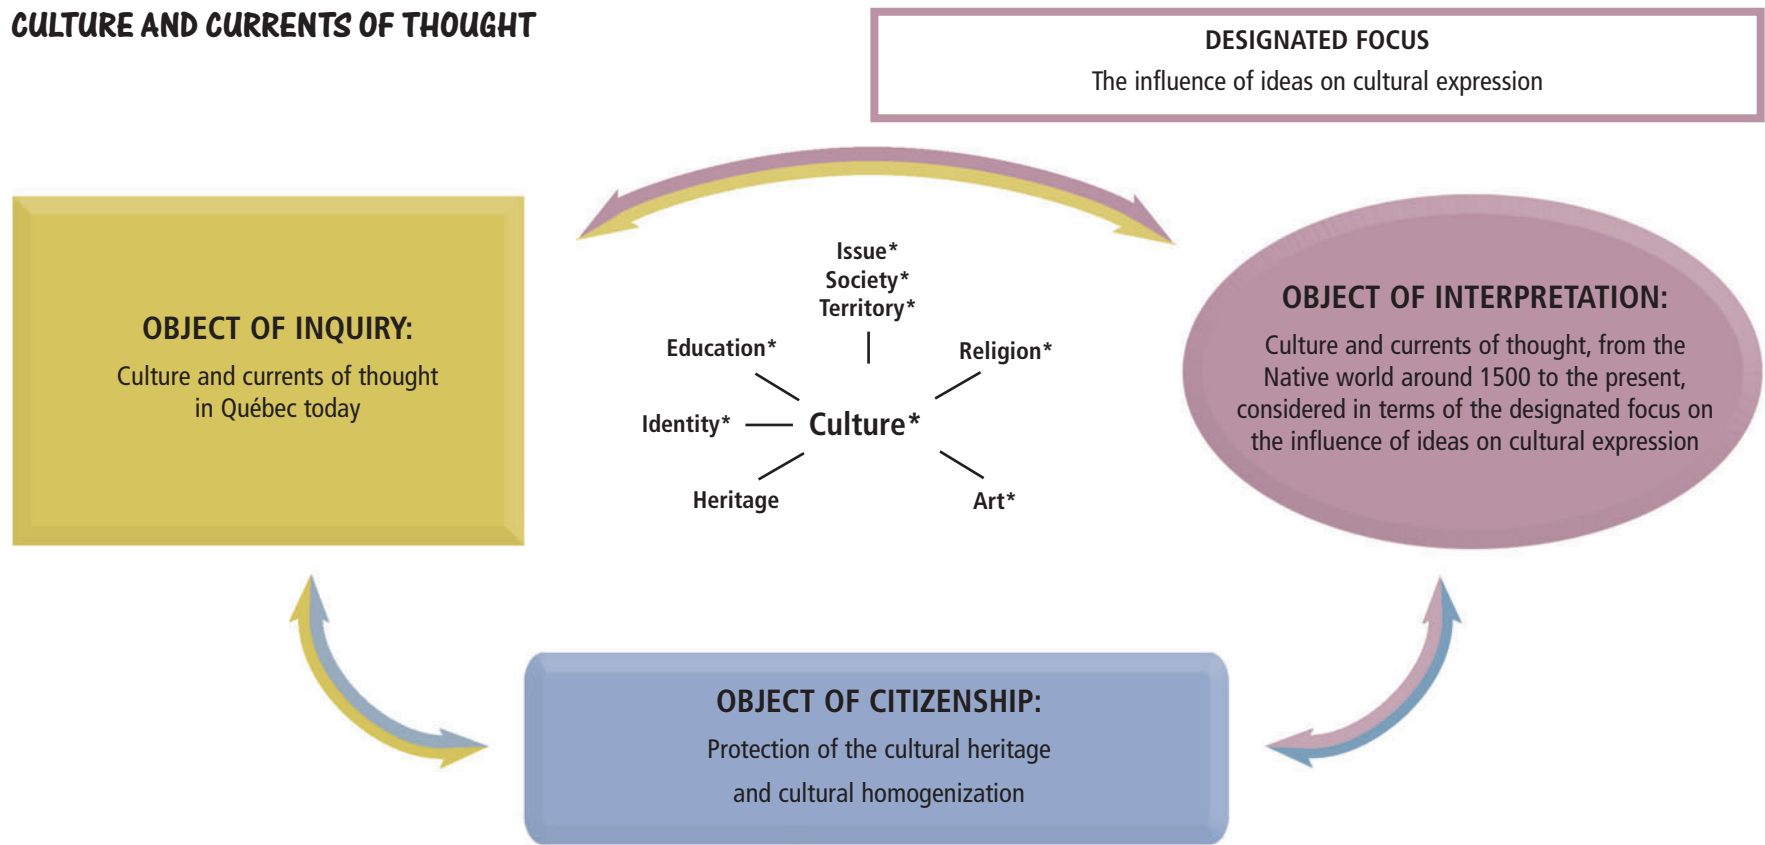 CULTURE AND CURRENTS OF THOUGHT
DESIGNATED FOCUS
The influence of ideas on cultural expression
OBJECT OF INQUIRY:
Culture and currents of thought
in Québec today
Issue*
Society*
Territory*
Education*
Religion*
Identity*
Culture*
Heritage
Art*
OBJECT OF INTERPRETATION:
Culture and currents of thought, from the
Native world around 1500 to the present,
considered in terms of the designated focus on
the influence of ideas on cultural expression
OBJECT OF CITIZENSHIP:
Protection of the cultural heritage
and cultural homogenization